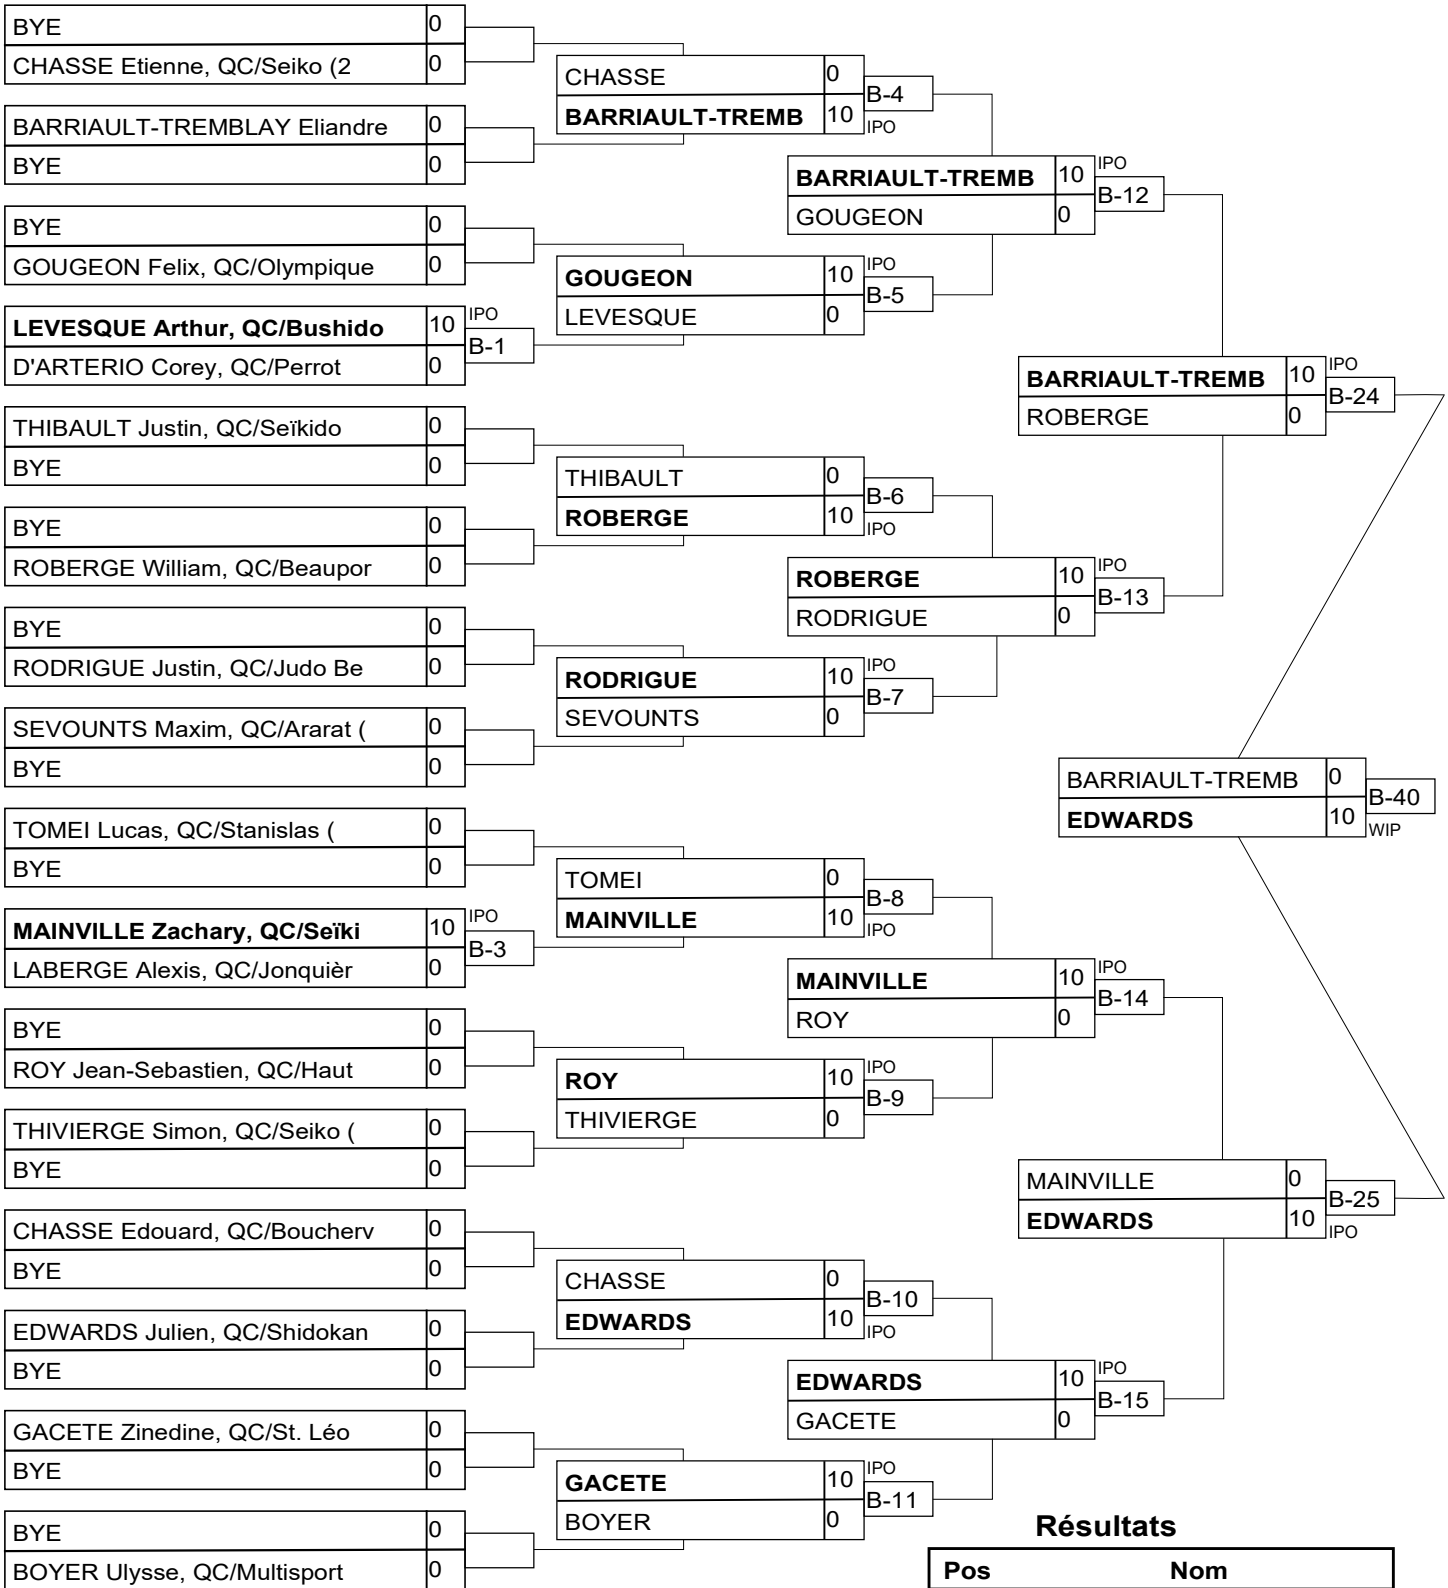 BYE 0
CHASSE Etienne, QC/Seiko (2 0
BARRIAULT-TREMBLAY Eliandre 0
BYE 0
BYE 0
GOUGEON Felix, QC/Olympique 0
LEVESQUE Arthur, QC/Bushido 10 IPO
B-1
D'ARTERIO Corey, QC/Perrot 0
THIBAULT Justin, QC/Seïkido 0
BYE 0
BYE 0
ROBERGE William, QC/Beaupor 0
BYE 0
RODRIGUE Justin, QC/Judo Be 0
SEVOUNTS Maxim, QC/Ararat ( 0
BYE 0
TOMEI Lucas, QC/Stanislas ( 0
BYE 0
MAINVILLE Zachary, QC/Seïki 10 IPO
B-3
LABERGE Alexis, QC/Jonquièr 0
BYE 0
ROY Jean-Sebastien, QC/Haut 0
THIVIERGE Simon, QC/Seiko ( 0
BYE 0
CHASSE Edouard, QC/Boucherv 0
BYE 0
EDWARDS Julien, QC/Shidokan 0
BYE 0
GACETE Zinedine, QC/St. Léo 0
BYE 0
BYE 0
BOYER Ulysse, QC/Multisport 0
CHASSE 0
B-4
BARRIAULT-TREMB 10 IPO
GOUGEON 10 IPO
B-5
LEVESQUE 0
THIBAULT 0
B-6
ROBERGE 10 IPO
RODRIGUE 10 IPO
B-7
SEVOUNTS 0
TOMEI 0
B-8
MAINVILLE 10 IPO
ROY 10 IPO
B-9
THIVIERGE 0
CHASSE 0
B-10
EDWARDS 10 IPO
GACETE 10 IPO
B-11
BOYER 0
BARRIAULT-TREMB 10 IPO
B-12
GOUGEON 0
ROBERGE 10 IPO
B-13
RODRIGUE 0
MAINVILLE 10 IPO
B-14
ROY 0
EDWARDS 10 IPO
B-15
GACETE 0
BARRIAULT-TREMB 10 IPO
B-24
ROBERGE 0
MAINVILLE 0
B-25
EDWARDS 10 IPO
BARRIAULT-TREMB 0
B-40
EDWARDS 10 WIP
Résultats
Pos Nom